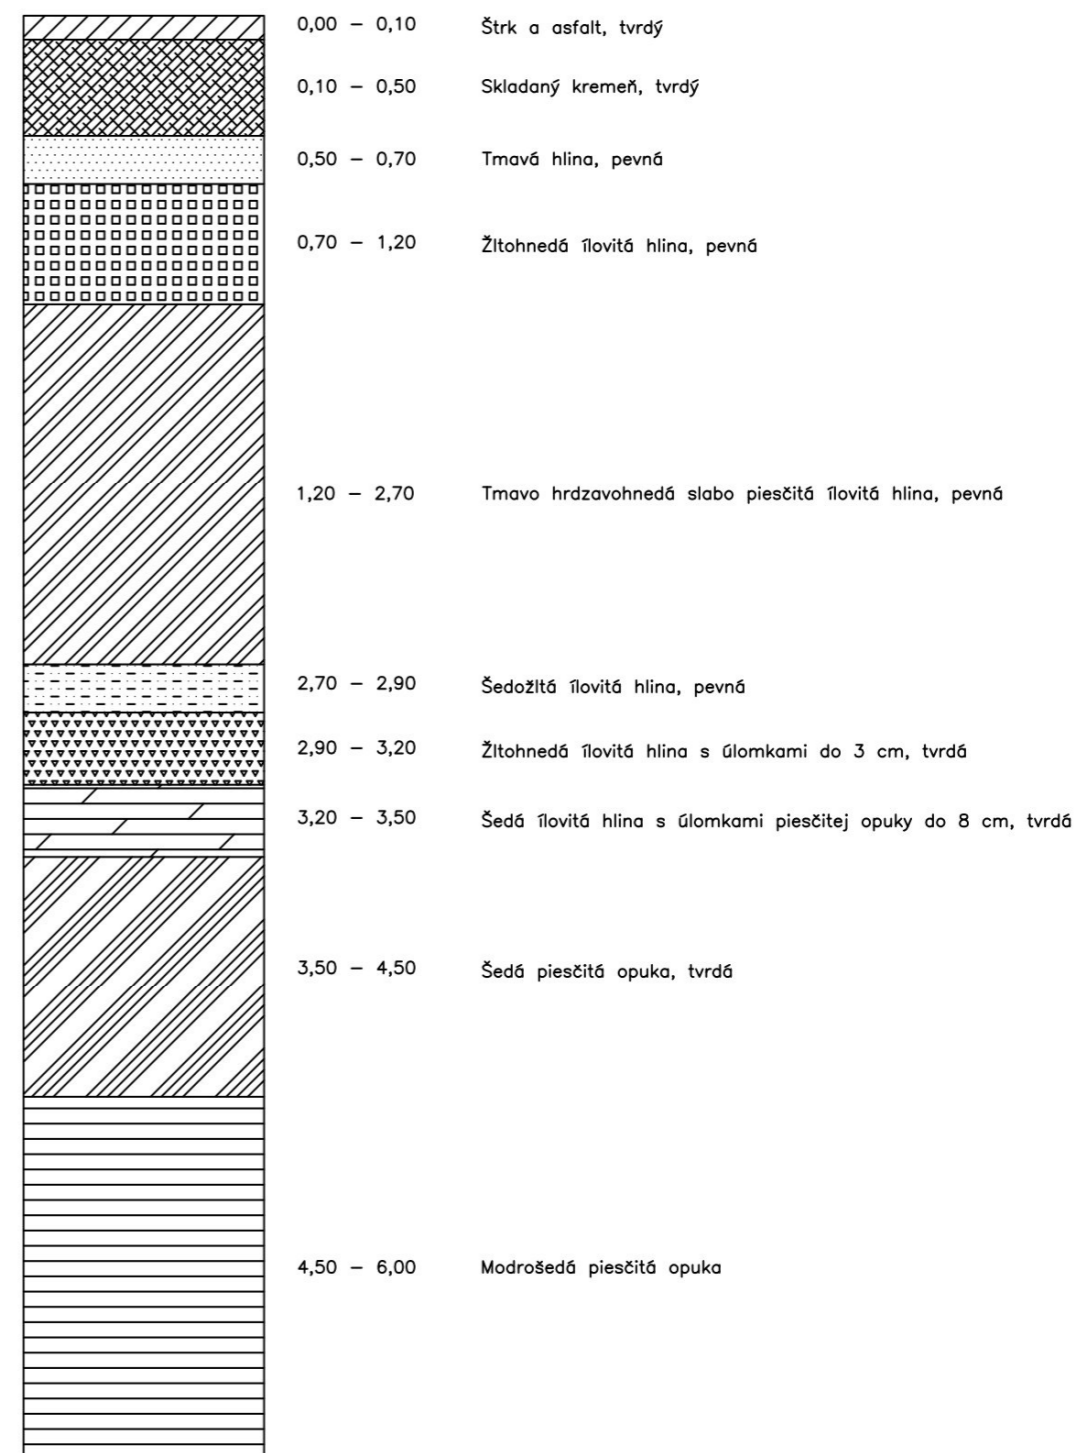 0,00 – 0,10 Štrk a asfalt, tvrdý
0,10 – 0,50 Skladaný kremeň, tvrdý
0,50 – 0,70 Tmavá hlina, pevná
0,70 – 1,20 Žltohnedá ílovitá hlina, pevná
1,20 – 2,70 Tmavo hrdzavohnedá slabo piesčitá ílovitá hlina, pevná
2,70 – 2,90 Šedožltá ílovitá hlina, pevná
2,90 – 3,20 Žltohnedá ílovitá hlina s úlomkami do 3 cm, tvrdá
3,20 – 3,50 Šedá ílovitá hlina s úlomkami piesčitej opuky do 8 cm, tvrdá
3,50 – 4,50 Šedá piesčitá opuka, tvrdá
4,50 – 6,00 Modrošedá piesčitá opuka